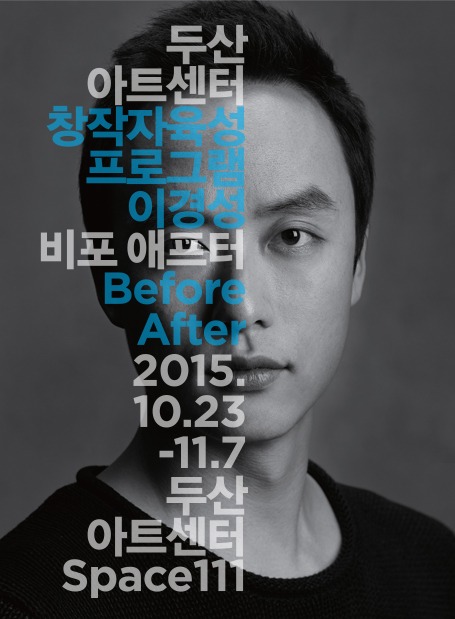 두산
아트센터
창작자육성
프로그램
이경성
비포 애프터
Before
After
2015.
10.23
-11.7
두산
아트센터
Space111